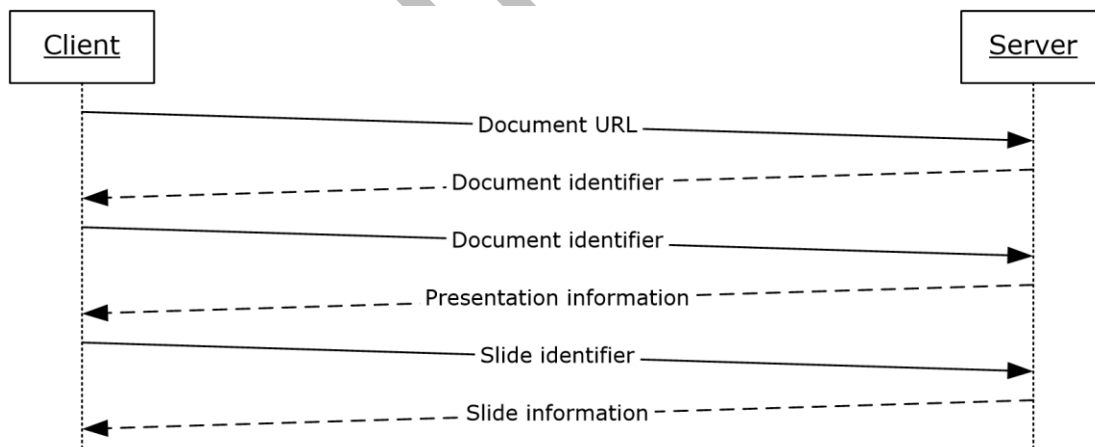 Client
Server
Document URL
Document identifier
Document identifier
Presentation information
Slide identifier
Slide information